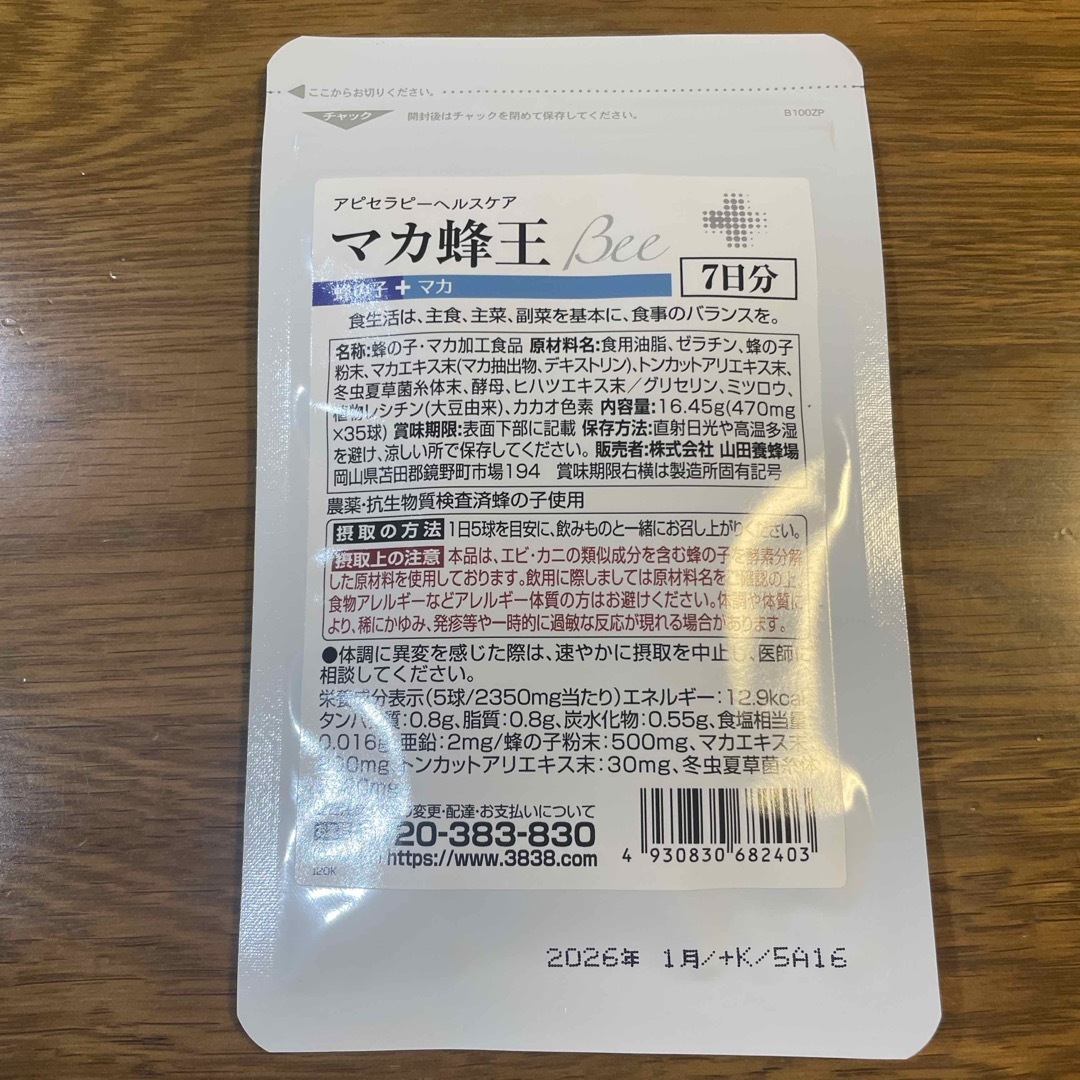 ここからお切りください。
チャック 開封後はチャックを閉めて保存してください。 B100ZP
アピセラピーヘルスケア
マカ蜂王 Bee
7日分
蜂の子 + マカ
食生活は、主食、主菜、副菜を基本に、食事のバランスを。
名称:蜂の子・マカ加工食品 原材料名:食用油脂、ゼラチン、蜂の子
粉末、マカエキス末(マカ抽出物、デキストリン)、トンカットアリエキス末、
冬虫夏草菌糸体末、酵母、ヒハツエキス末/グリセリン、ミツロウ、
植物レシチン(大豆由来)、カカオ色素 内容量:16.45g(470mg
×35球) 賞味期限:表面下部に記載 保存方法:直射日光や高温多湿
を避け、涼しい所で保存してください。 販売者:株式会社 山田養蜂場
岡山県苫田郡鏡野町市場194 賞味期限右横は製造所固有記号
農薬・抗生物質検査済蜂の子使用
摂取の方法 1日5球を目安に、飲みものと一緒にお召し上がりください。
摂取上の注意 本品は、エビ・カニの類似成分を含む蜂の子を酵素分解
した原材料を使用しております。飲用に際しましては原材料名をご確認の上、
食物アレルギーなどアレルギー体質の方はお避けください。体調や体質に
より、稀にかゆみ、発疹等や一時的に過敏な反応が現れる場合があります。
●体調に異変を感じた際は、速やかに摂取を中止し、医師に
相談してください。
栄養成分表示(5球/2350mg当たり)エネルギー:12.9kcal
タンパク質:0.8g、脂質:0.8g、炭水化物:0.55g、食塩相当量
0.016g 亜鉛:2mg/蜂の子粉末:500mg、マカエキス末
トンカットアリエキス末:30mg、冬虫夏草菌糸体
変更・配達・お支払いについて
20-383-830
https://www.3838.com
120K
4 930830 682403
2026年 1月/+K/5A16